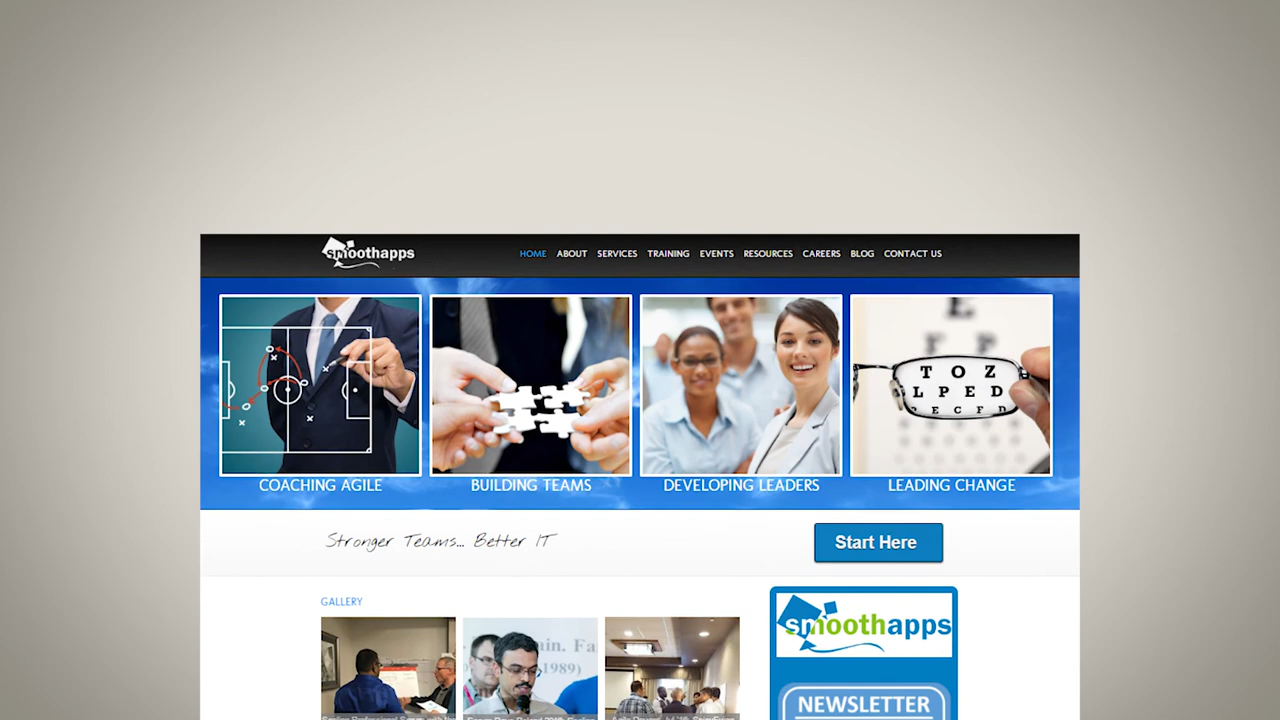 smoothapps
HOME ABOUT SERVICES TRAINING EVENTS RESOURCES CAREERS BLOG CONTACT US
L
F P
T O Z
L P E D
E C F D
COACHING AGILE
BUILDING TEAMS
DEVELOPING LEADERS
LEADING CHANGE
Stronger Teams... Better IT
Start Here
GALLERY
smoothapps
1989)
NEWSLETTER